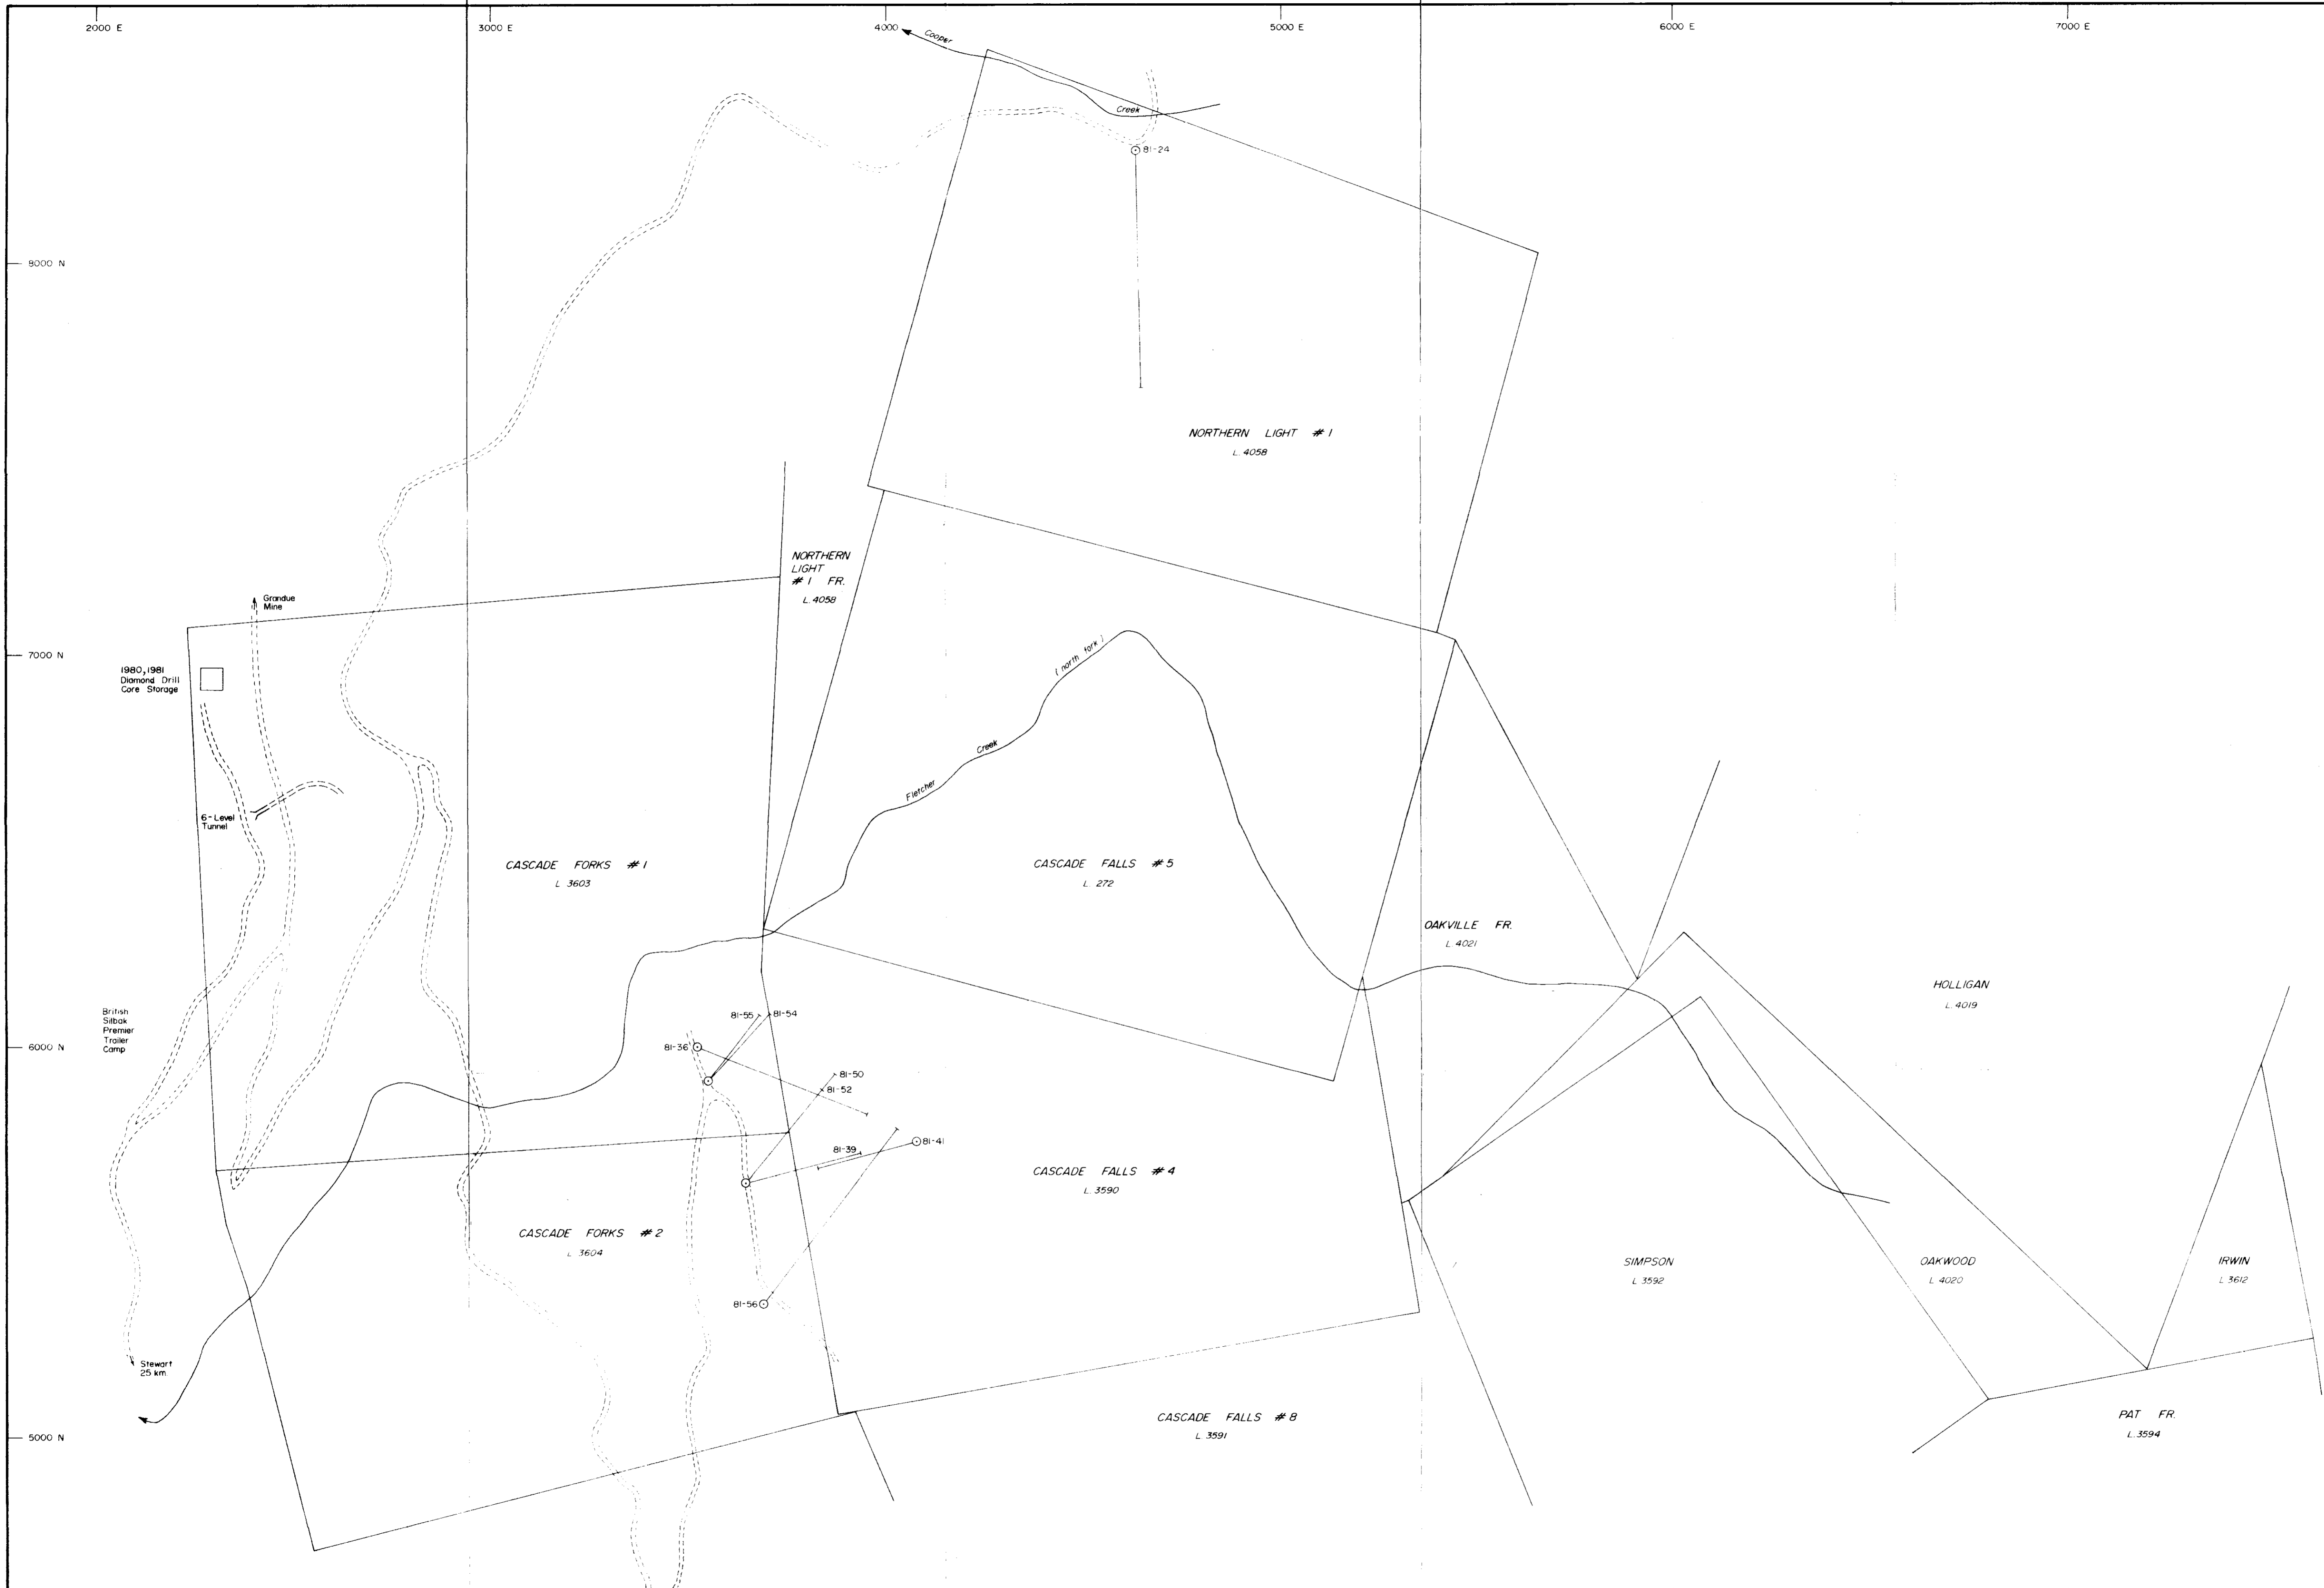 2000 E
3000 E
4000
5000 E
6000 E
7000 E
Cooper
Creek
81-24
8000 N
NORTHERN LIGHT # 1
L. 4058
NORTHERN
LIGHT
# 1 FR.
L. 4058
Grandue
Mine
7000 N
1980, 1981
Diamond Drill
Core Storage
( north fork )
Creek
Fletcher
6-Level
Tunnel
CASCADE FORKS # 1
L. 3603
CASCADE FALLS # 5
L. 272
OAKVILLE FR.
L. 4021
HOLLIGAN
L. 4019
British
Silbak
Premier
Trailer
Camp
6000 N
81-55
81-54
81-36
81-50
81-52
81-41
81-39
CASCADE FALLS # 4
L. 3590
CASCADE FORKS # 2
L. 3604
SIMPSON
L. 3592
OAKWOOD
L. 4020
IRWIN
L. 3612
81-56
Stewart
25 km.
CASCADE FALLS # 8
L. 3591
PAT FR.
L. 3594
5000 N